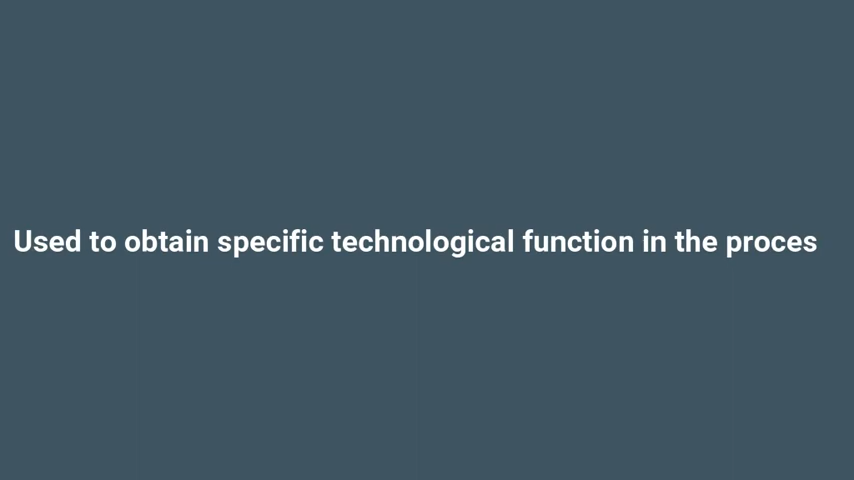 Used to obtain specific technological function in the proces